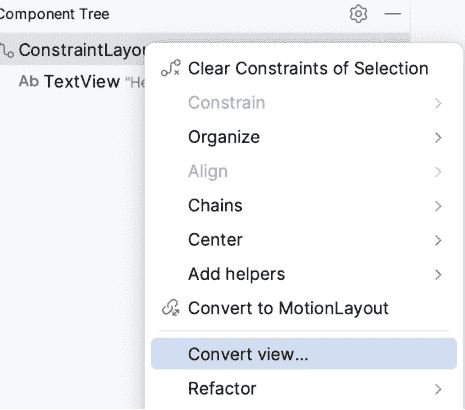 Component Tree
ConstraintLayou
Ab TextView "He
Clear Constraints of Selection
Constrain
Organize
Align
Chains
Center
Add helpers
Convert to MotionLayout
Convert view...
Refactor